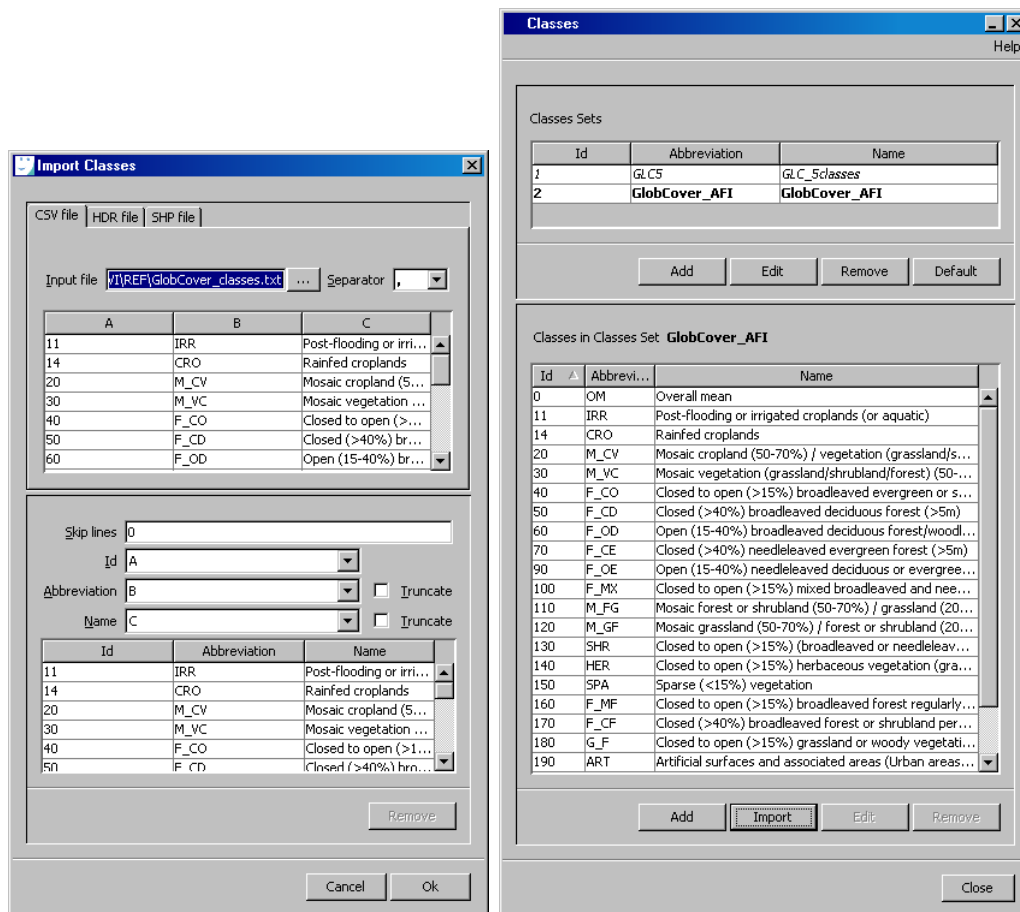 Import Classes
CSV file HDR file SHP file
Input file VI\REF\GlobCover_classes.txt ... Separator ,
A B C
11 IRR Post-flooding or irri...
14 CRO Rainfed croplands
20 M_CV Mosaic cropland (5...
30 M_VC Mosaic vegetation ...
40 F_CO Closed to open (>...
50 F_CD Closed (>40%) br...
60 F_OD Open (15-40%) br...
Skip lines 0
Id A
Abbreviation B Truncate
Name C Truncate
Id Abbreviation Name
11 IRR Post-flooding or irri...
14 CRO Rainfed croplands
20 M_CV Mosaic cropland (5...
30 M_VC Mosaic vegetation ...
40 F_CO Closed to open (>1...
50 F_CD Closed (>40%) bro...
Remove
Cancel Ok
Classes
Help
Classes Sets
Id Abbreviation Name
1 GLC5 GLC_5classes
2 GlobCover_AFI GlobCover_AFI
Add Edit Remove Default
Classes in Classes Set GlobCover_AFI
Id Abbrevi... Name
0 OM Overall mean
11 IRR Post-flooding or irrigated croplands (or aquatic)
14 CRO Rainfed croplands
20 M_CV Mosaic cropland (50-70%) / vegetation (grassland/s...
30 M_VC Mosaic vegetation (grassland/shrubland/forest) (50-...
40 F_CO Closed to open (>15%) broadleaved evergreen or s...
50 F_CD Closed (>40%) broadleaved deciduous forest (>5m)
60 F_OD Open (15-40%) broadleaved deciduous forest/woodl...
70 F_CE Closed (>40%) needleleaved evergreen forest (>5m)
90 F_OE Open (15-40%) needleleaved deciduous or evergree...
100 F_MX Closed to open (>15%) mixed broadleaved and nee...
110 M_FG Mosaic forest or shrubland (50-70%) / grassland (20...
120 M_GF Mosaic grassland (50-70%) / forest or shrubland (20...
130 SHR Closed to open (>15%) (broadleaved or needleleav...
140 HER Closed to open (>15%) herbaceous vegetation (gra...
150 SPA Sparse (<15%) vegetation
160 F_MF Closed to open (>15%) broadleaved forest regularly...
170 F_CF Closed (>40%) broadleaved forest or shrubland per...
180 G_F Closed to open (>15%) grassland or woody vegetati...
190 ART Artificial surfaces and associated areas (Urban areas...
Add Import Edit Remove
Close